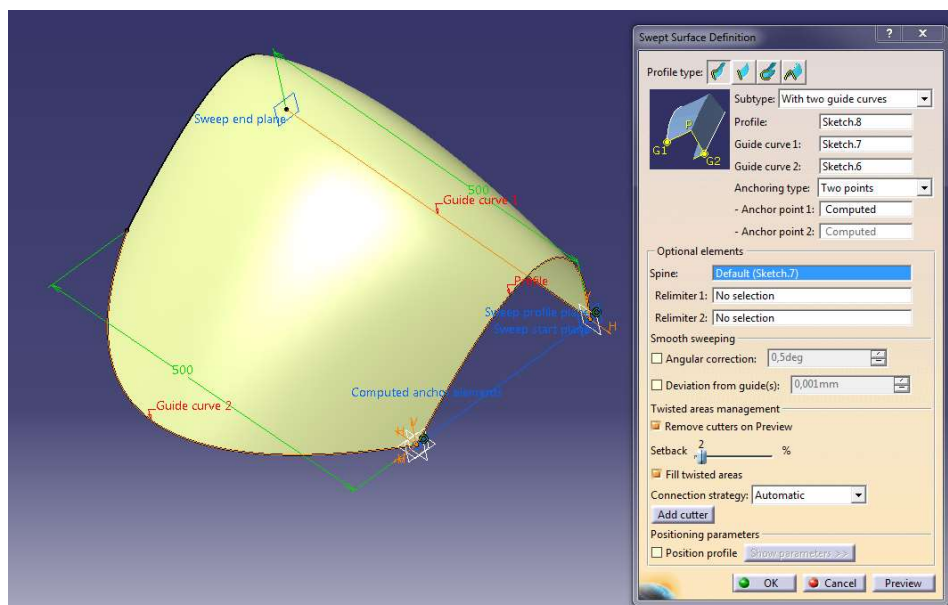 Sweep end plane
500
Guide curve 1
Profile
Sweep profile plane
Sweep start plane
H
500
Computed anchor elements
Guide curve 2
V
H
Swept Surface Definition
?
X
Profile type:
Subtype: With two guide curves
Profile: Sketch.8
Guide curve 1: Sketch.7
Guide curve 2: Sketch.6
Anchoring type: Two points
- Anchor point 1: Computed
- Anchor point 2: Computed
P
G1
G2
Optional elements
Spine: Default (Sketch.7)
Relimiter 1: No selection
Relimiter 2: No selection
Smooth sweeping
Angular correction: 0,5deg
Deviation from guide(s): 0,001mm
Twisted areas management
Remove cutters on Preview
2
Setback %
Fill twisted areas
Connection strategy: Automatic
Add cutter
Positioning parameters
Position profile Show parameters >>
OK Cancel Preview